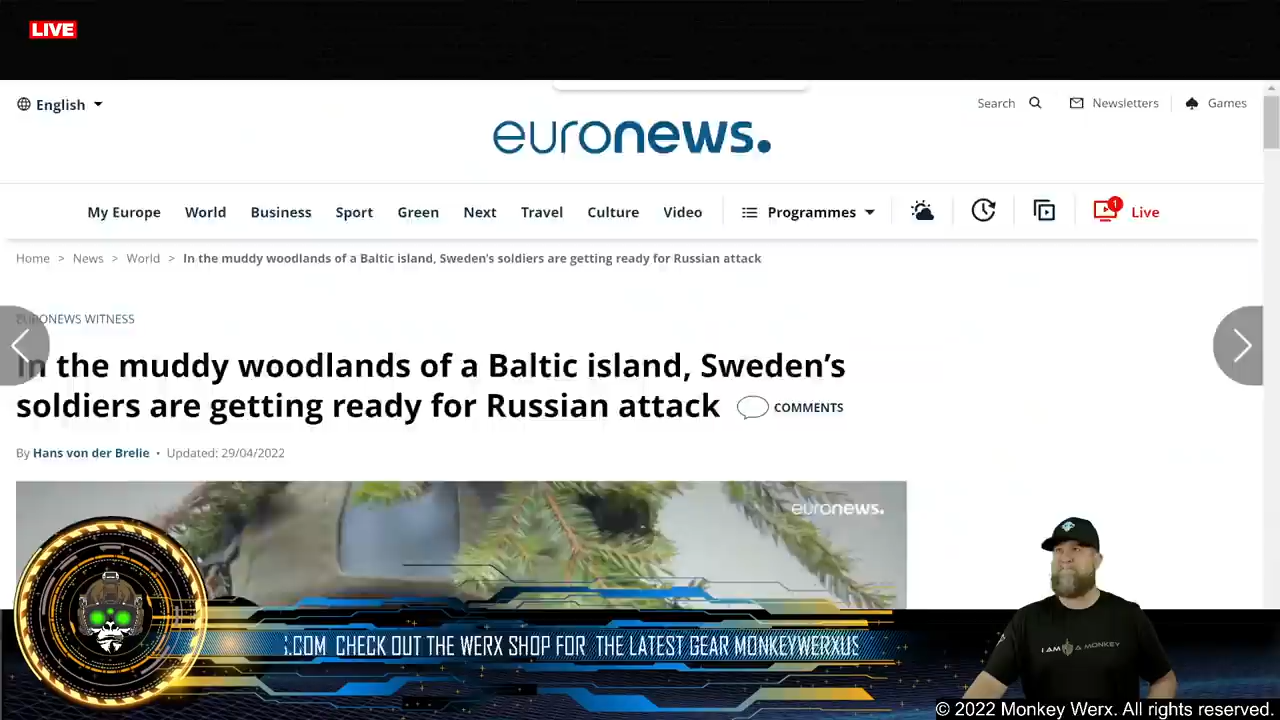 LIVE
English
Search
Newsletters
Games
euronews.
My Europe
World
Business
Sport
Green
Next
Travel
Culture
Video
Programmes
1
Live
Home > News > World > In the muddy woodlands of a Baltic island, Sweden's soldiers are getting ready for Russian attack
EURONEWS WITNESS
In the muddy woodlands of a Baltic island, Sweden's
soldiers are getting ready for Russian attack
COMMENTS
By Hans von der Brelie • Updated: 29/04/2022
euronews.
.COM CHECK OUT THE WERX SHOP FOR THE LATEST GEAR MONKEYWERXUS
I AM A MONKEY
© 2022 Monkey Werx. All rights reserved.